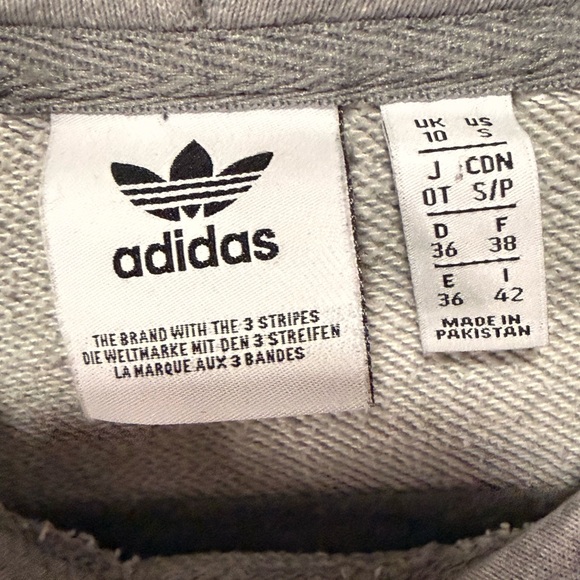 adidas
THE BRAND WITH THE 3 STRIPES
DIE WELTMARKE MIT DEN 3 STREIFEN
LA MARQUE AUX 3 BANDES
UK US
10 S
J CDN
OT S/P
D F
36 38
E I
36 42
MADE IN
PAKISTAN